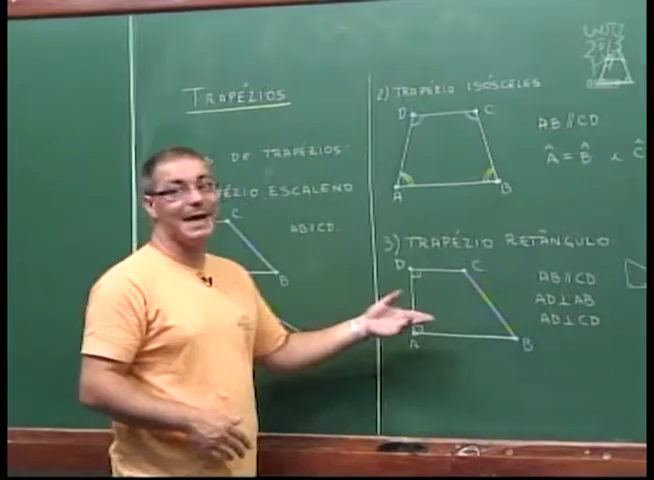 TRAPÉZIOS
DE TRAPÉZIOS:
ÉZIO ESCALENO
C
B
AB//CD.
2) TRAPÉZIO ISÓSCELES
D C
A B
AB//CD
Â = B̂ e Ĉ
3) TRAPÉZIO RETÂNGULO
D C
A B
AB//CD
AD⊥AB
AD⊥CD